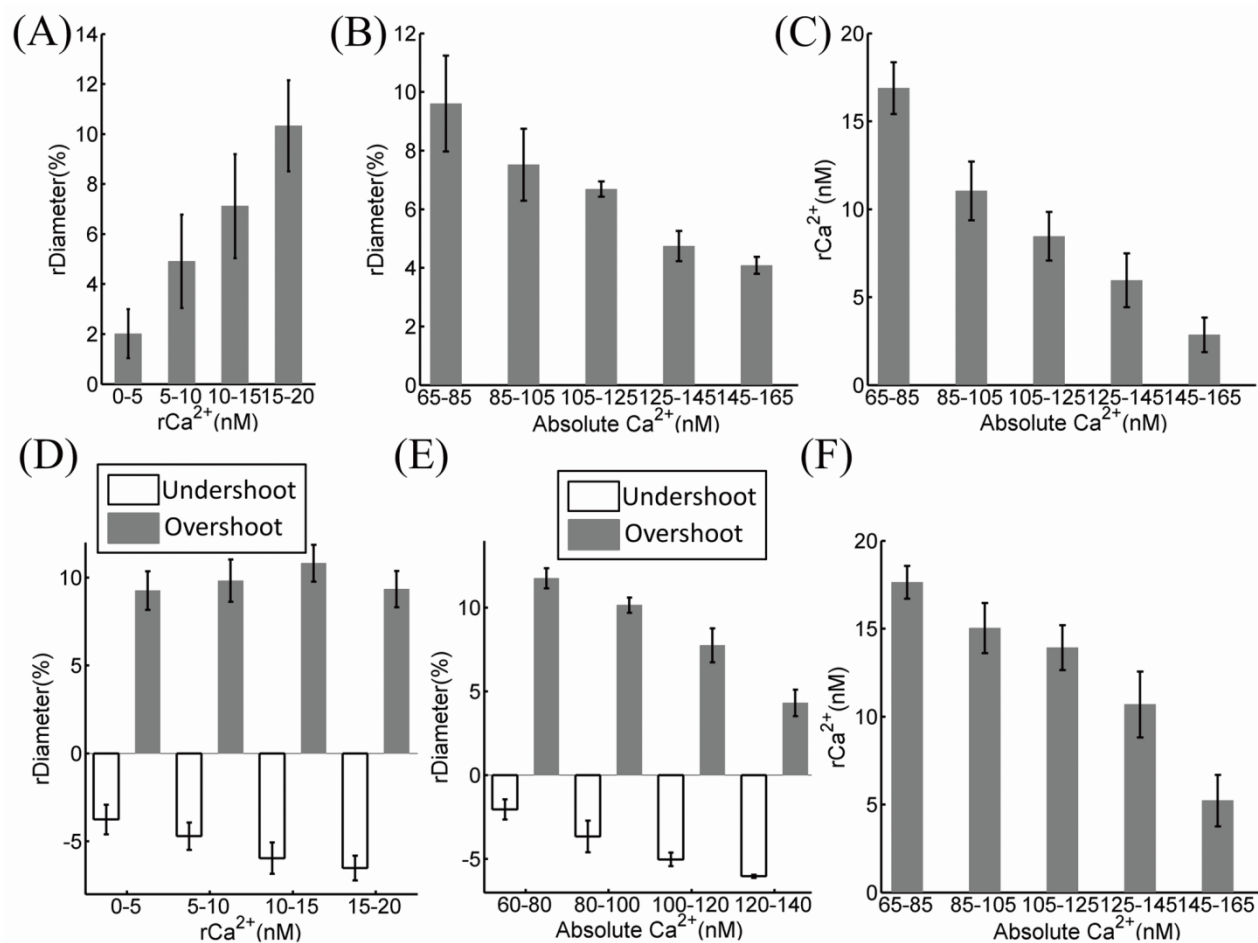 (A)
14
12
10
8
6
4
2
0
rDiameter(%)
0-5 5-10 10-15 15-20
rCa²⁺(nM)
(B)
12
10
8
6
4
2
0
rDiameter(%)
65-85 85-105 105-125 125-145 145-165
Absolute Ca²⁺(nM)
(C)
20
15
10
5
0
rCa²⁺(nM)
65-85 85-105 105-125 125-145 145-165
Absolute Ca²⁺(nM)
(D)
Undershoot
Overshoot
10
5
0
-5
rDiameter(%)
0-5 5-10 10-15 15-20
rCa²⁺(nM)
(E)
Undershoot
Overshoot
10
5
0
-5
rDiameter(%)
60-80 80-100 100-120 120-140
Absolute Ca²⁺(nM)
(F)
20
15
10
5
0
rCa²⁺(nM)
65-85 85-105 105-125 125-145 145-165
Absolute Ca²⁺(nM)